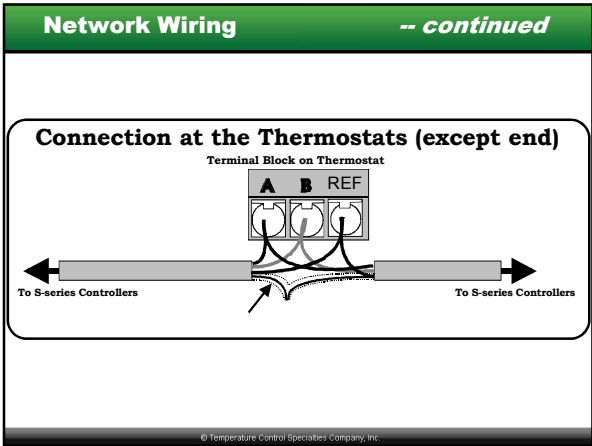 Network Wiring -- continued
Connection at the Thermostats (except end)
Terminal Block on Thermostat
A B REF
To S-series Controllers To S-series Controllers
© Temperature Control Specialties Company, Inc.